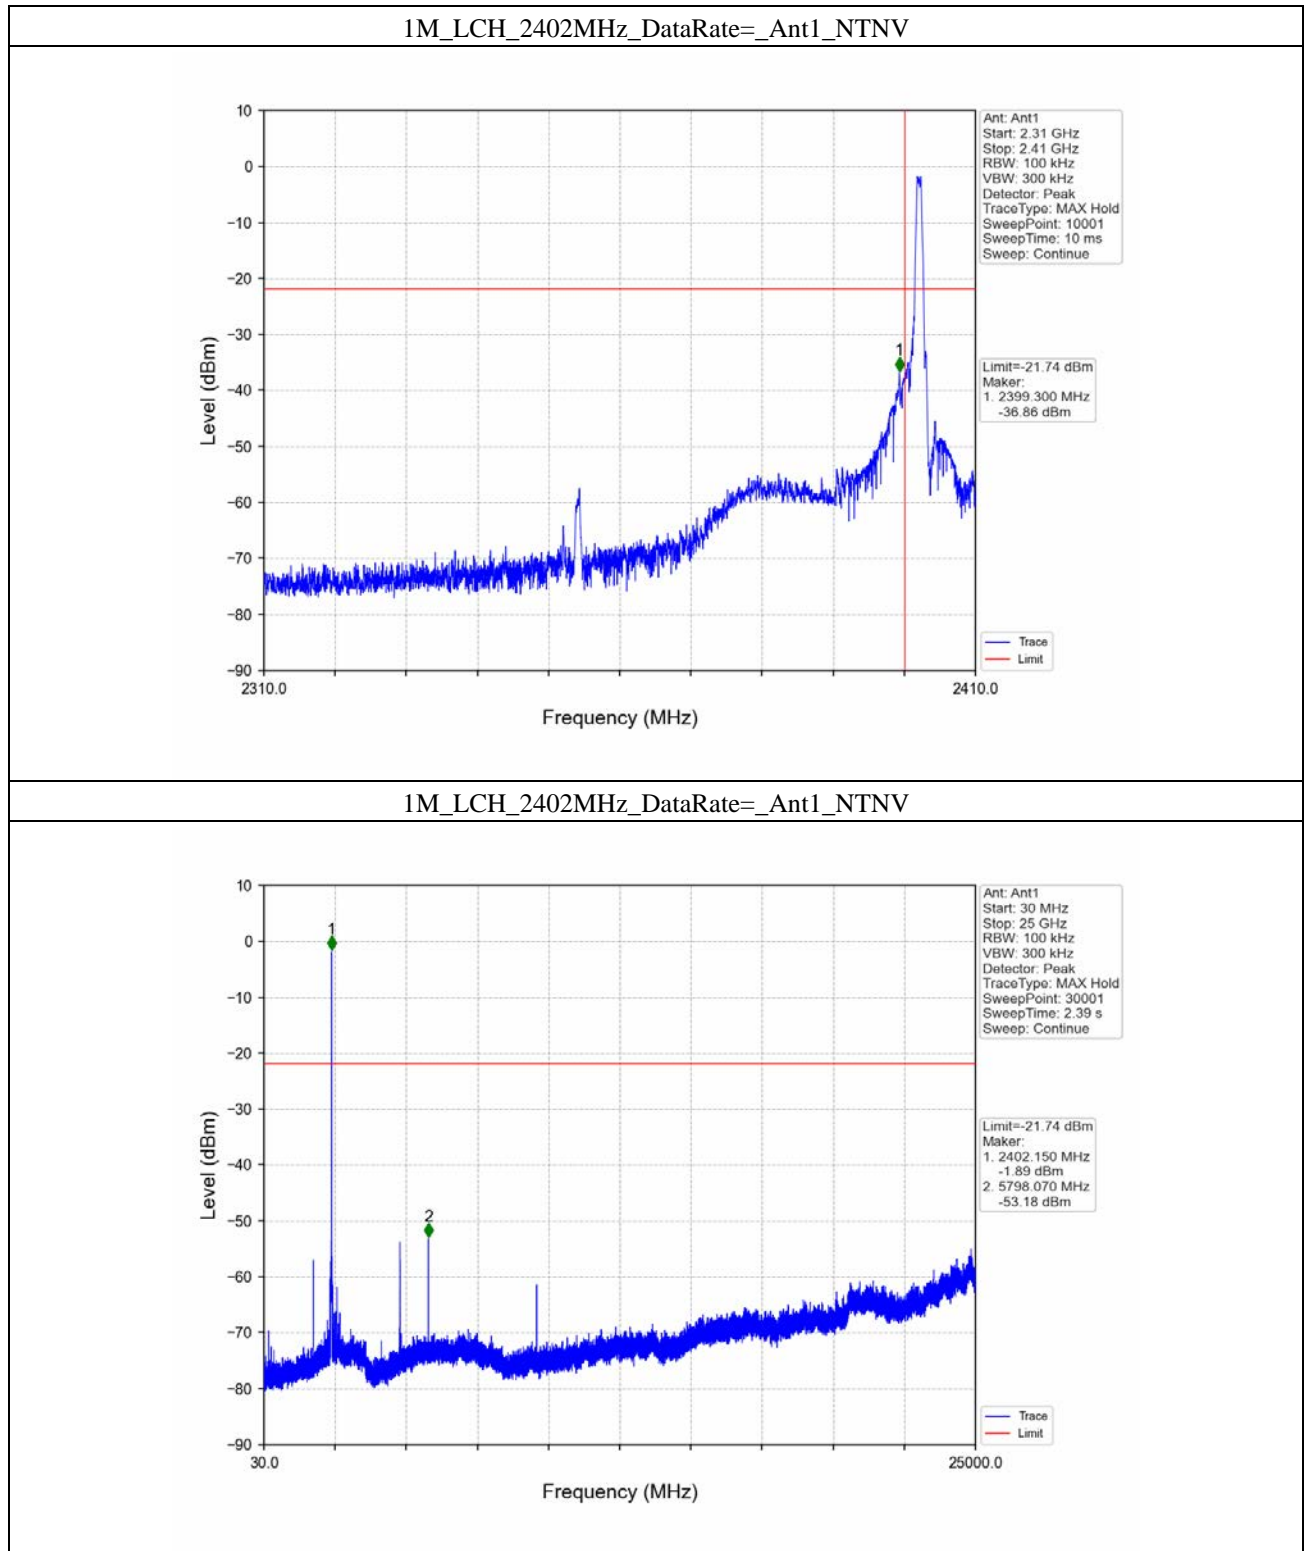 1M_LCH_2402MHz_DataRate=_Ant1_NTNV
10
0
−10
−20
−30
−40
−50
−60
−70
−80
−90
Level (dBm)
1
2310.0
2410.0
Frequency (MHz)
Ant: Ant1
Start: 2.31 GHz
Stop: 2.41 GHz
RBW: 100 kHz
VBW: 300 kHz
Detector: Peak
TraceType: MAX Hold
SweepPoint: 10001
SweepTime: 10 ms
Sweep: Continue
Limit=-21.74 dBm
Maker:
1. 2399.300 MHz
-36.86 dBm
Trace
Limit
1M_LCH_2402MHz_DataRate=_Ant1_NTNV
10
0
−10
−20
−30
−40
−50
−60
−70
−80
−90
Level (dBm)
1
2
30.0
25000.0
Frequency (MHz)
Ant: Ant1
Start: 30 MHz
Stop: 25 GHz
RBW: 100 kHz
VBW: 300 kHz
Detector: Peak
TraceType: MAX Hold
SweepPoint: 30001
SweepTime: 2.39 s
Sweep: Continue
Limit=-21.74 dBm
Maker:
1. 2402.150 MHz
-1.89 dBm
2. 5798.070 MHz
-53.18 dBm
Trace
Limit